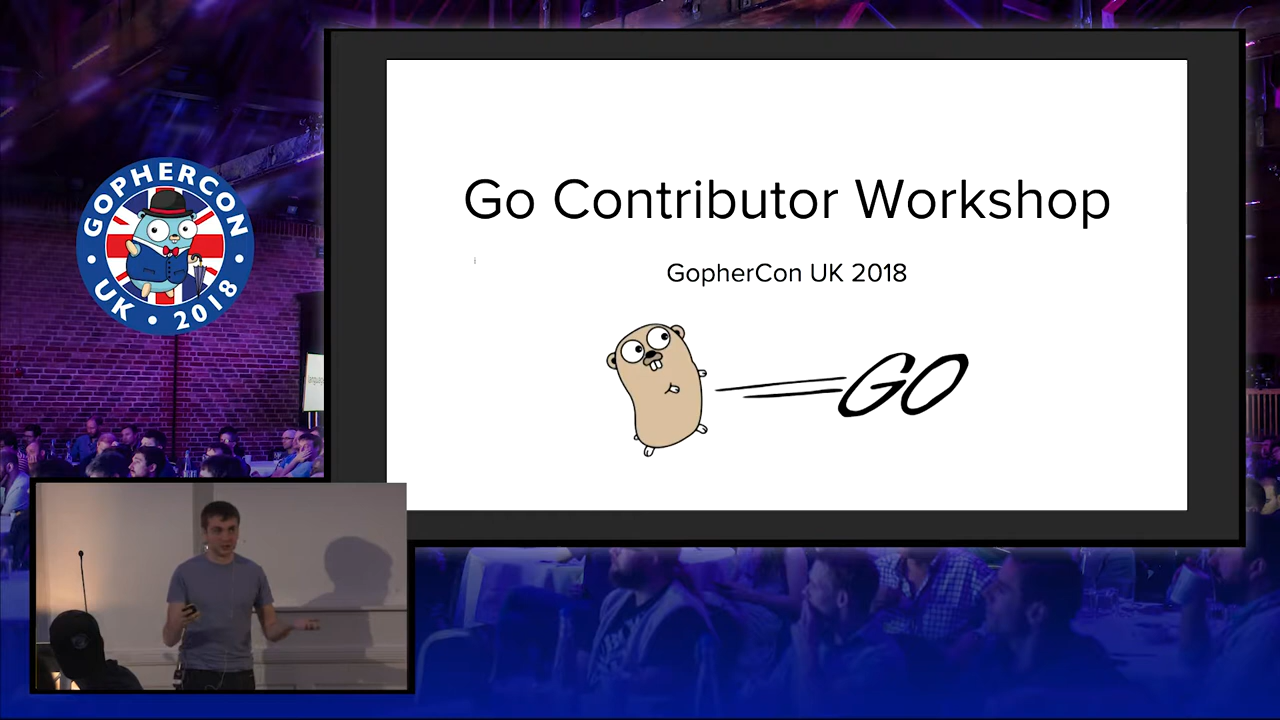 GOPHERCON
UK • 2018
Go Contributor Workshop
GopherCon UK 2018
GO